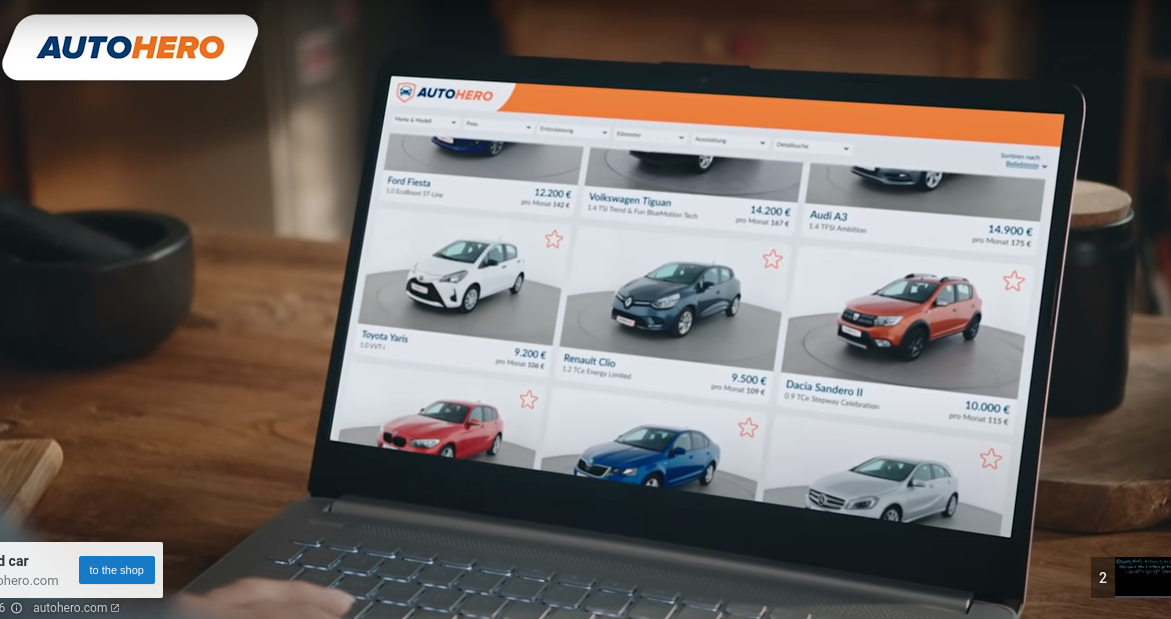 AUTOHERO
AUTOHERO
Marke & Modell
Preis
Erstzulassung
Kilometer
Ausstattung
Detailsuche
Sortieren nach
Beliebteste
Ford Fiesta
1.0 EcoBoost ST-Line
12.200 €
pro Monat 142 €
Volkswagen Tiguan
1.4 TSI Trend & Fun BlueMotion Tech
14.200 €
pro Monat 167 €
Audi A3
1.4 TFSI Ambition
14.900 €
pro Monat 175 €
Toyota Yaris
1.0 VVT-i
9.200 €
pro Monat 106 €
Renault Clio
1.2 TCe Energy Limited
9.500 €
pro Monat 109 €
Dacia Sandero II
0.9 TCe Stepway Celebration
10.000 €
pro Monat 115 €
d car
ohero.com
to the shop
6 autohero.com
2